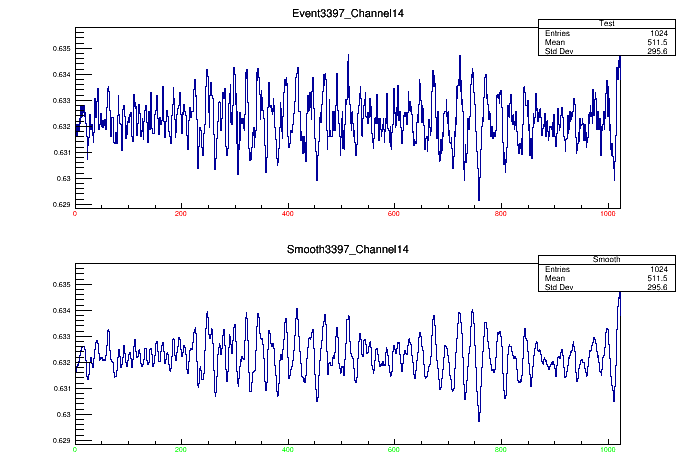 Event3397_Channel14
Test
Entries 1024
Mean 511.5
Std Dev 295.6
0.635
0.634
0.633
0.632
0.631
0.63
0.629
0 200 400 600 800 1000
Smooth3397_Channel14
Smooth
Entries 1024
Mean 511.5
Std Dev 295.6
0.635
0.634
0.633
0.632
0.631
0.63
0.629
0 200 400 600 800 1000